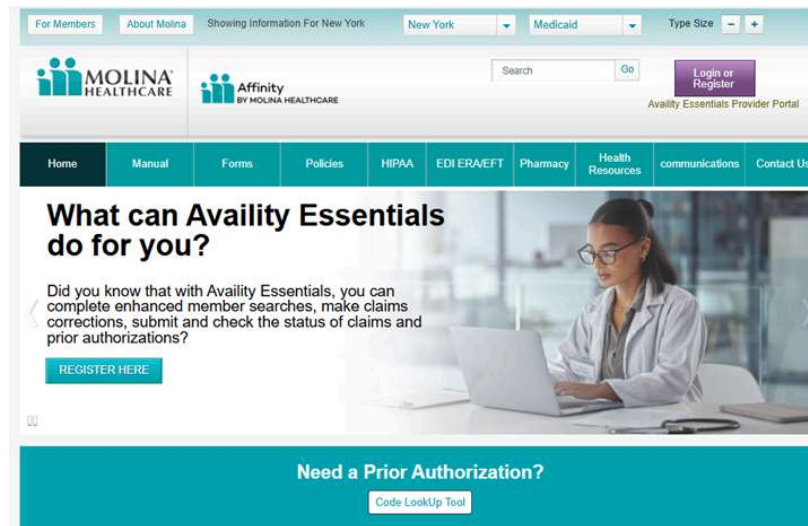 For Members
About Molina
Showing Information For New York
New York
Medicaid
Type Size - +
MOLINA
HEALTHCARE
Affinity
BY MOLINA HEALTHCARE
Search
Go
Login or
Register
Availity Essentials Provider Portal
Home
Manual
Forms
Policies
HIPAA
EDI ERA/EFT
Pharmacy
Health
Resources
communications
Contact Us
What can Availity Essentials
do for you?
Did you know that with Availity Essentials, you can
complete enhanced member searches, make claims
corrections, submit and check the status of claims and
prior authorizations?
REGISTER HERE
Need a Prior Authorization?
Code LookUp Tool